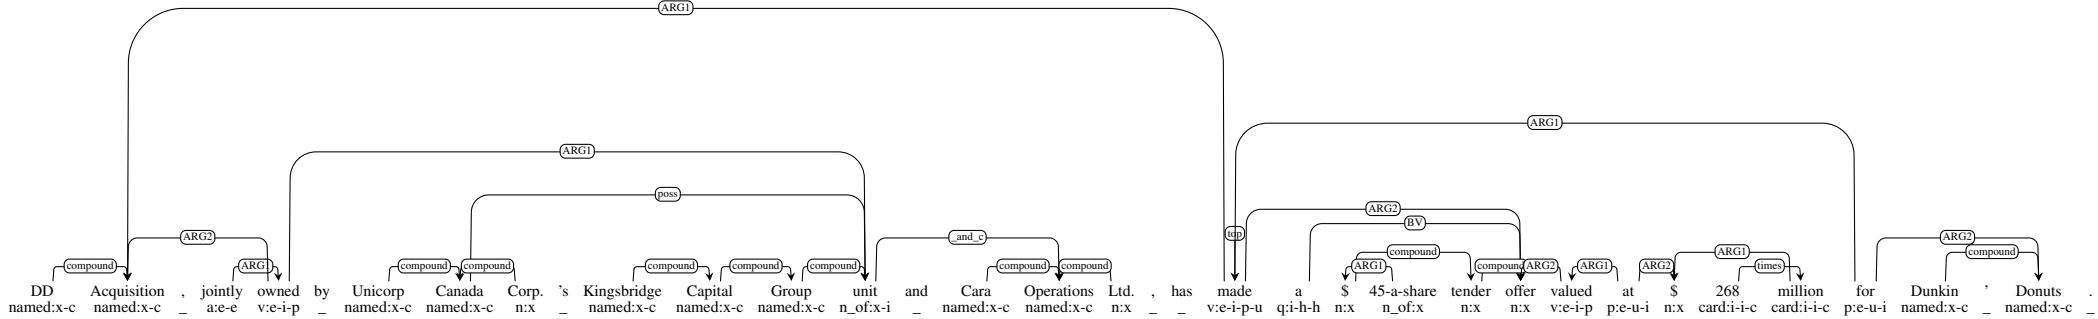 ARG1
ARG1
ARG1
poss
ARG2
BV
top
ARG2 _and_c ARG2
compound ARG1 compound compound compound compound compound compound compound compound ARG1 compound ARG2 ARG1 ARG2 ARG1 times compound
DD Acquisition , jointly owned by Unicorp Canada Corp. 's Kingsbridge Capital Group unit and Cara Operations Ltd. , has made a $ 45-a-share tender offer valued at $ 268 million for Dunkin ' Donuts .
named:x-c named:x-c _ a:e-e v:e-i-p _ named:x-c named:x-c n:x _ named:x-c named:x-c named:x-c n_of:x-i _ named:x-c named:x-c n:x _ _ v:e-i-p-u q:i-h-h n:x n_of:x n:x n:x v:e-i-p p:e-u-i n:x card:i-i-c card:i-i-c p:e-u-i named:x-c _ named:x-c _